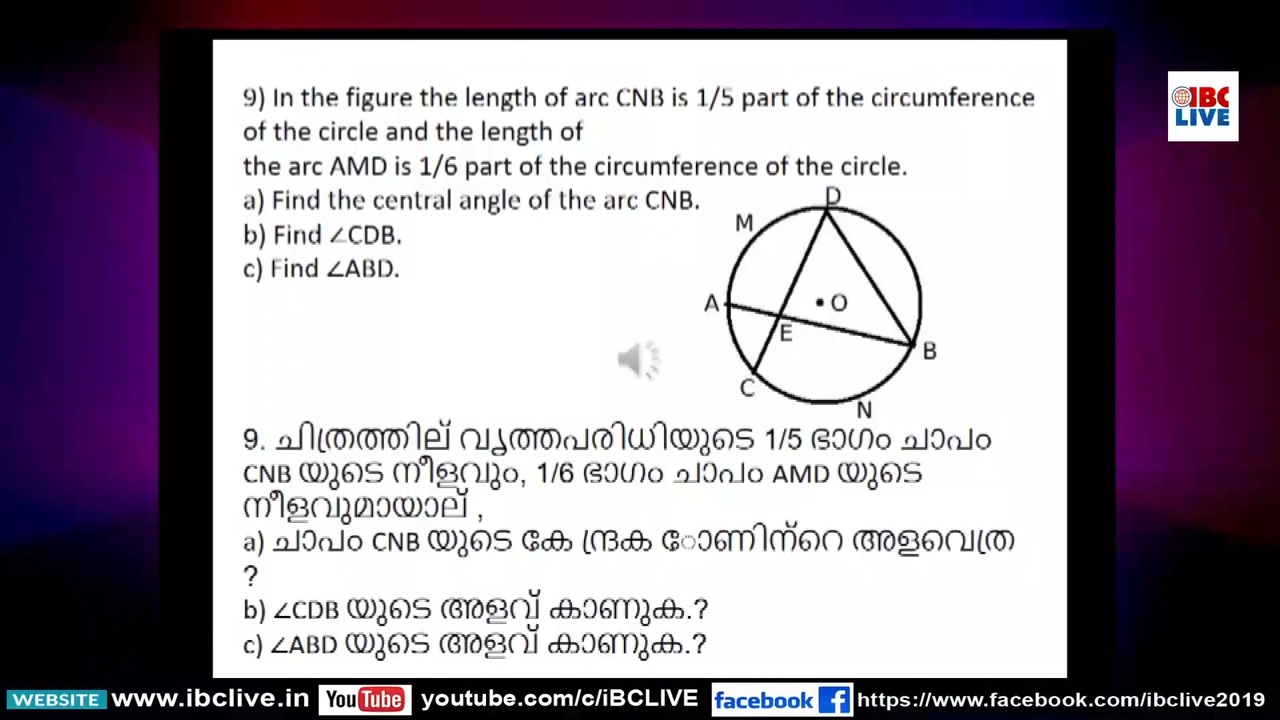 9) In the figure the length of arc CNB is 1/5 part of the circumference
of the circle and the length of
the arc AMD is 1/6 part of the circumference of the circle.
a) Find the central angle of the arc CNB.
b) Find ∠CDB.
c) Find ∠ABD.
D
M
A
O
E
B
C
N
9. ചിത്രത്തില് വൃത്തപരിധിയുടെ 1/5 ഭാഗം ചാപം
CNB യുടെ നീളവും, 1/6 ഭാഗം ചാപം AMD യുടെ
നീളവുമായാല് ,
a) ചാപം CNB യുടെ കേ ന്ദ്രക ോണിന്റെ അളവെത്ര
?
b) ∠CDB യുടെ അളവ് കാണുക.?
c) ∠ABD യുടെ അളവ് കാണുക.?
IBC
LIVE
WEBSITE www.ibclive.in YouTube youtube.com/c/iBCLIVE facebook f https://www.facebook.com/ibclive2019